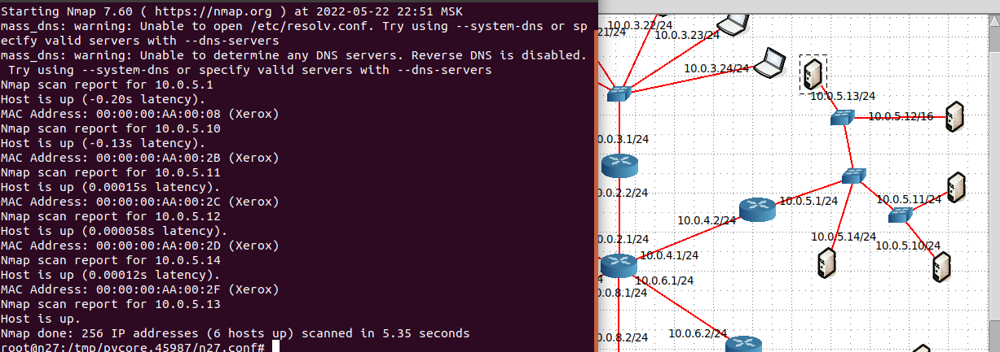 Starting Nmap 7.60 ( https://nmap.org ) at 2022-05-22 22:51 MSK
mass_dns: warning: Unable to open /etc/resolv.conf. Try using --system-dns or sp
ecify valid servers with --dns-servers
mass_dns: warning: Unable to determine any DNS servers. Reverse DNS is disabled.
 Try using --system-dns or specify valid servers with --dns-servers
Nmap scan report for 10.0.5.1
Host is up (-0.20s latency).
MAC Address: 00:00:00:AA:00:08 (Xerox)
Nmap scan report for 10.0.5.10
Host is up (-0.13s latency).
MAC Address: 00:00:00:AA:00:2B (Xerox)
Nmap scan report for 10.0.5.11
Host is up (0.00015s latency).
MAC Address: 00:00:00:AA:00:2C (Xerox)
Nmap scan report for 10.0.5.12
Host is up (0.000058s latency).
MAC Address: 00:00:00:AA:00:2D (Xerox)
Nmap scan report for 10.0.5.14
Host is up (0.00012s latency).
MAC Address: 00:00:00:AA:00:2F (Xerox)
Nmap scan report for 10.0.5.13
Host is up.
Nmap done: 256 IP addresses (6 hosts up) scanned in 5.35 seconds
root@n27:/tmp/pycore.45987/n27.conf#
10.0.3.22/24
21/24
10.0.3.23/24
10.0.3.24/24
10.0.5.13/24
10.0.5.12/16
0.0.3.1/24
0.0.2.2/24
10.0.5.1/24
10.0.5.11/24
10.0.4.2/24
10.0.5.14/24
10.0.5.10/24
0.0.2.1/24
10.0.4.1/24
10.0.6.1/24
0.0.8.1/24
10.0.6.2/24
0.0.8.2/24